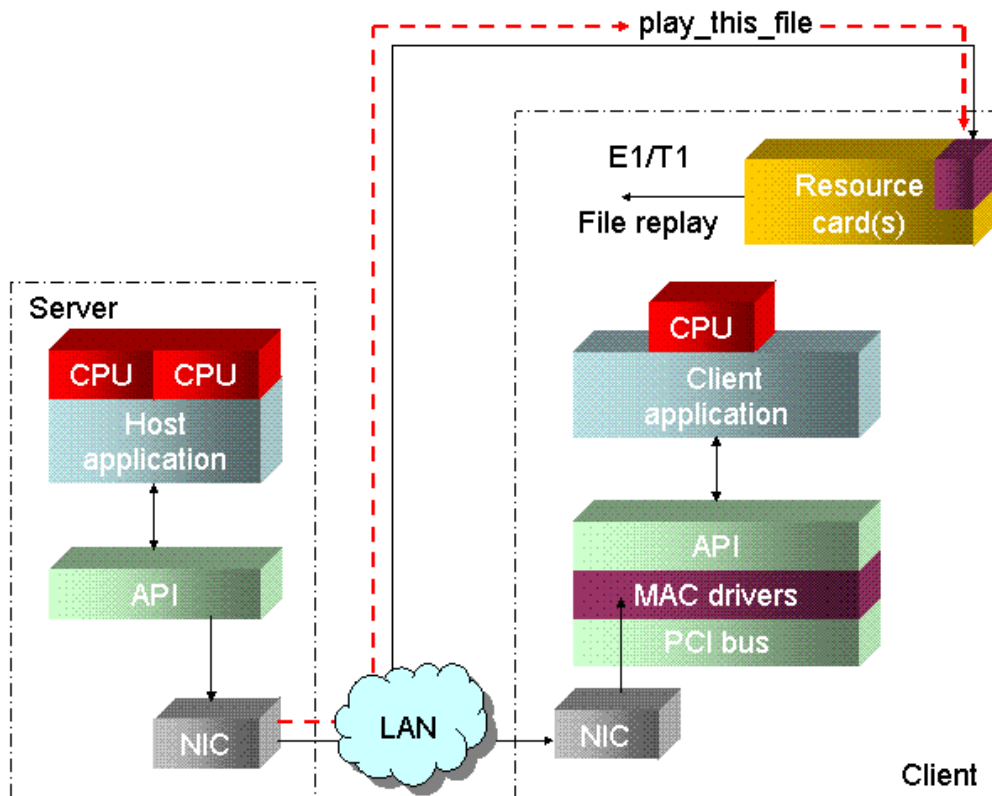 play_this_file
E1/T1
File replay
Resource
card(s)
Server
CPU
CPU
Host
application
API
NIC
LAN
CPU
Client
application
API
MAC drivers
PCI bus
NIC
Client